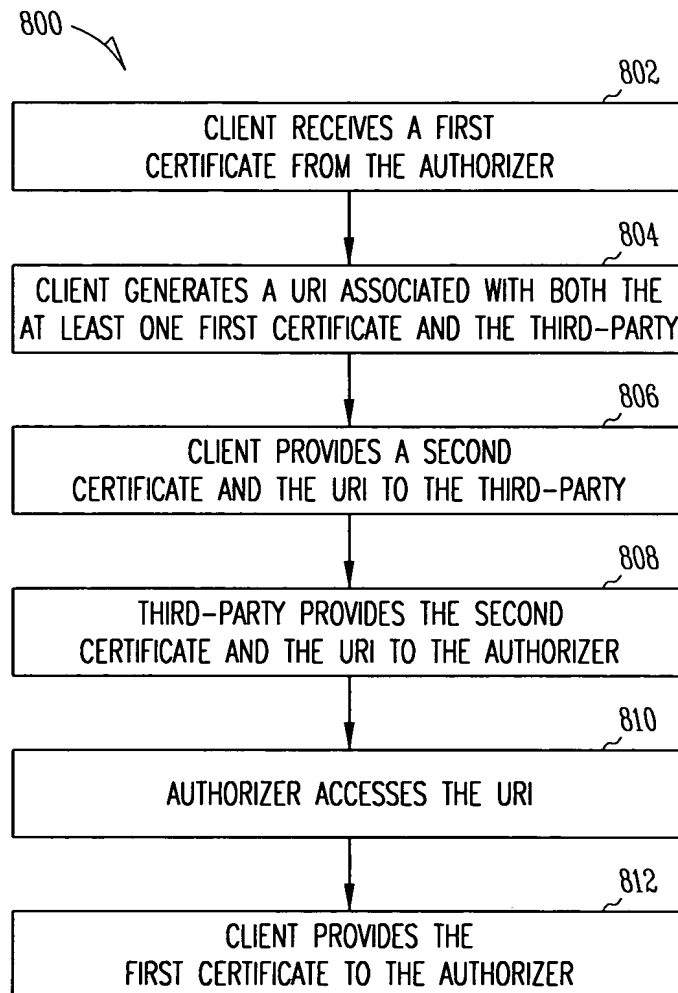 800
802
CLIENT RECEIVES A FIRST
CERTIFICATE FROM THE AUTHORIZER
804
CLIENT GENERATES A URI ASSOCIATED WITH BOTH THE
AT LEAST ONE FIRST CERTIFICATE AND THE THIRD-PARTY
806
CLIENT PROVIDES A SECOND
CERTIFICATE AND THE URI TO THE THIRD-PARTY
808
THIRD-PARTY PROVIDES THE SECOND
CERTIFICATE AND THE URI TO THE AUTHORIZER
810
AUTHORIZER ACCESSES THE URI
812
CLIENT PROVIDES THE
FIRST CERTIFICATE TO THE AUTHORIZER